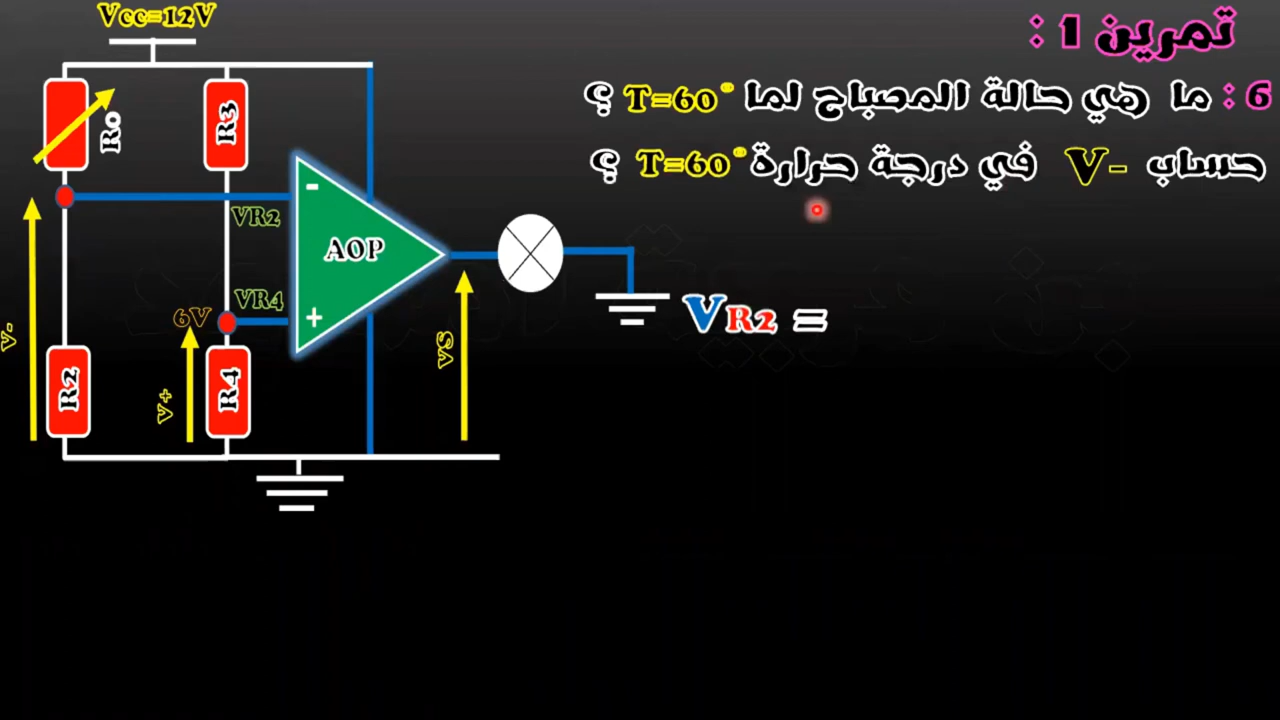 تمرين 1 :
6 : ما هي حالة المصباح لما T=60° ؟
حساب V- في درجة حرارة T=60° ؟
Vcc=12V
Rθ
R3
VR2
AOP
-
+
VR4
6V
V-
V+
VS
R2
R4
VR2 =